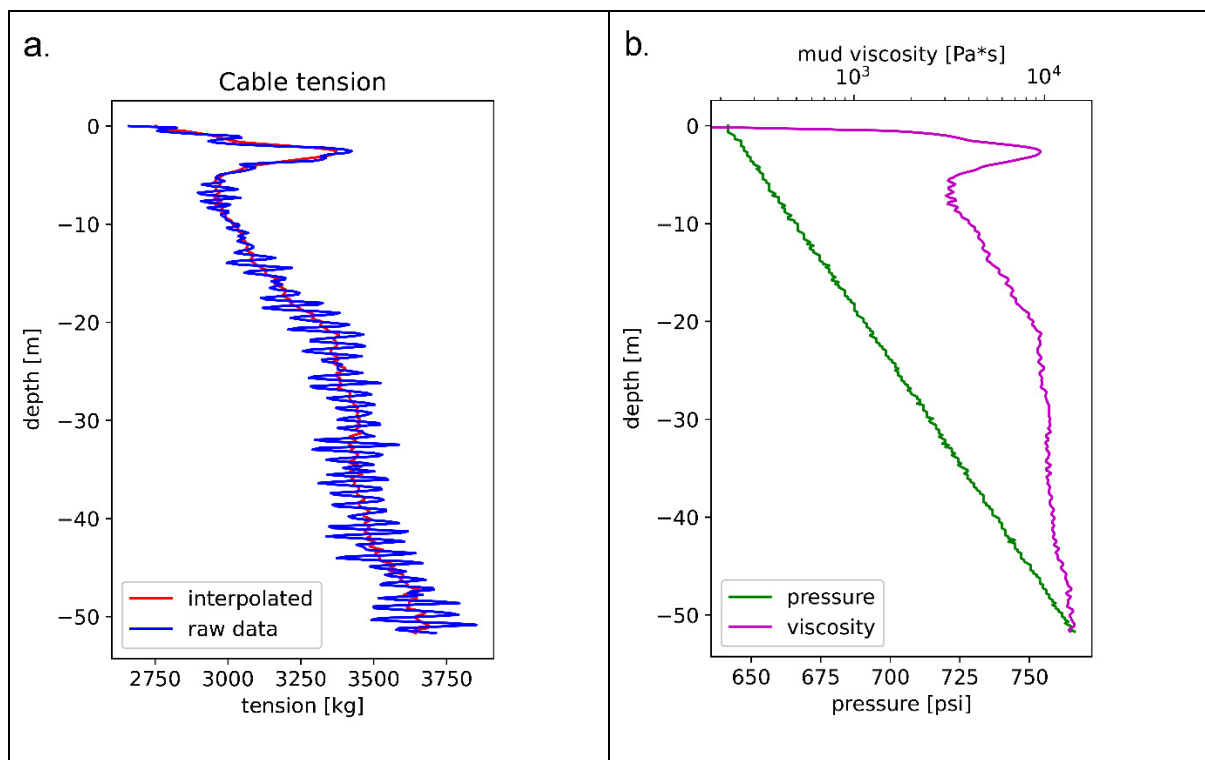 a.
Cable tension
0
−10
−20
−30
−40
−50
depth [m]
interpolated
raw data
2750 3000 3250 3500 3750
tension [kg]
b.
mud viscosity [Pa*s]
10³ 10⁴
0
−10
−20
−30
−40
−50
depth [m]
pressure
viscosity
650 675 700 725 750
pressure [psi]